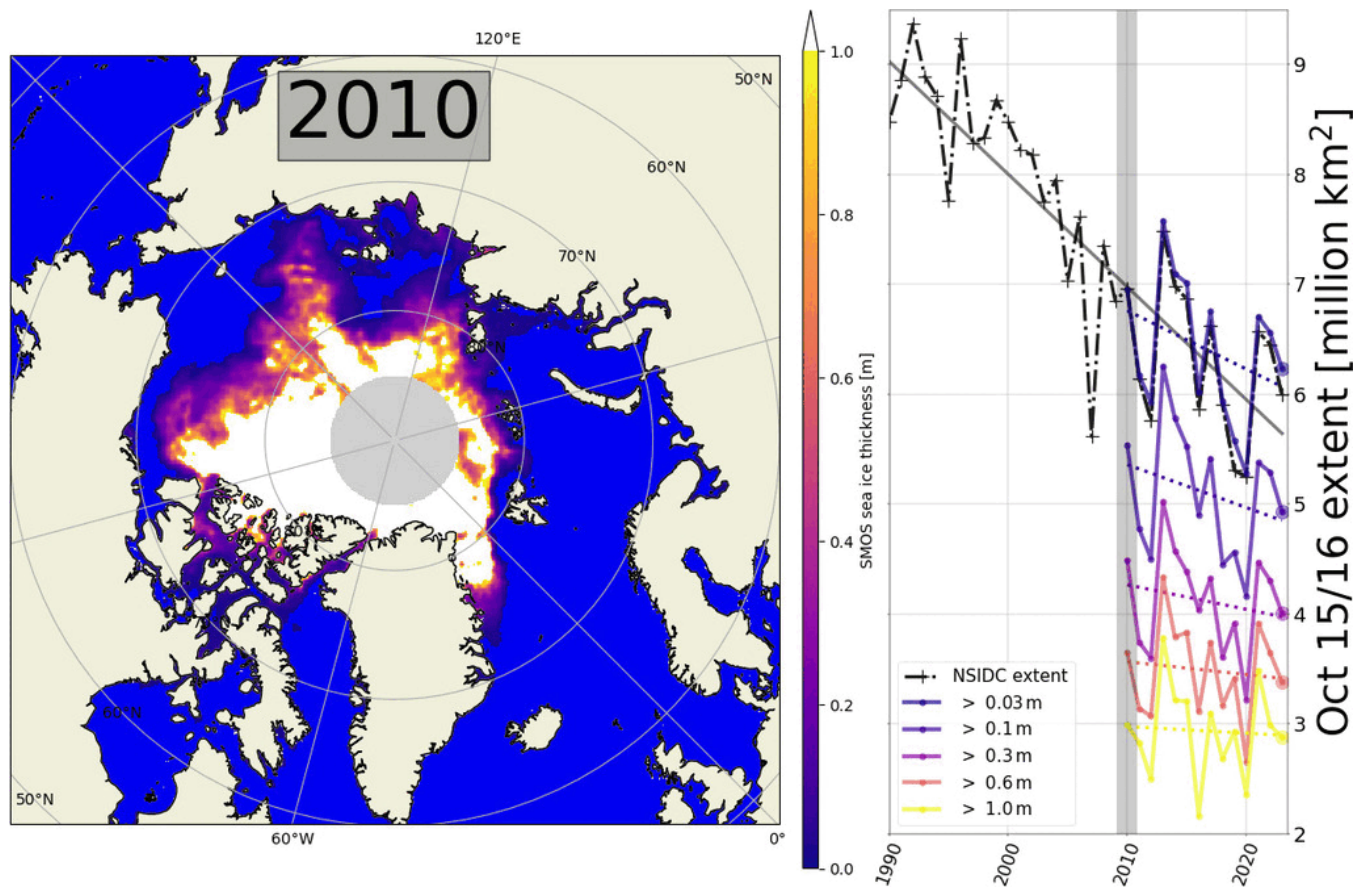 120°E
50°N
2010
60°N
70°N
80°N
80°N
60°N
50°N
60°W
0°
1.0
0.8
0.6
0.4
0.2
0.0
SMOS sea ice thickness [m]
9
8
7
6
5
4
3
2
Oct 15/16 extent [million km²]
NSIDC extent
> 0.03 m
> 0.1 m
> 0.3 m
> 0.6 m
> 1.0 m
1990
2000
2010
2020